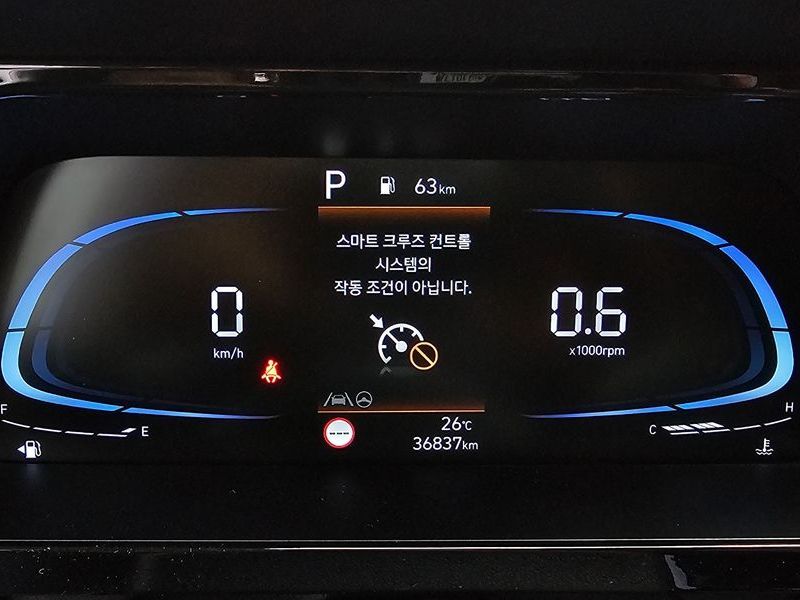 P 63km
스마트 크루즈 컨트롤
시스템의
작동 조건이 아닙니다.
0
km/h
0.6
x1000rpm
F
E
C
H
26℃
36837km